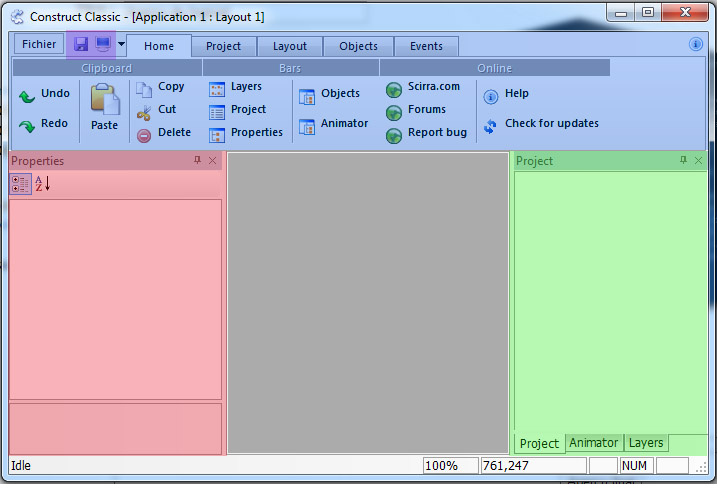 Construct Classic - [Application 1 : Layout 1]
Fichier Home Project Layout Objects Events
Clipboard Bars Online
Undo Copy Layers Objects Scirra.com Help
Redo Paste Cut Project Animator Forums Check for updates
Delete Properties Report bug
Properties Project
A
Z
Project Animator Layers
Idle 100% 761,247 NUM